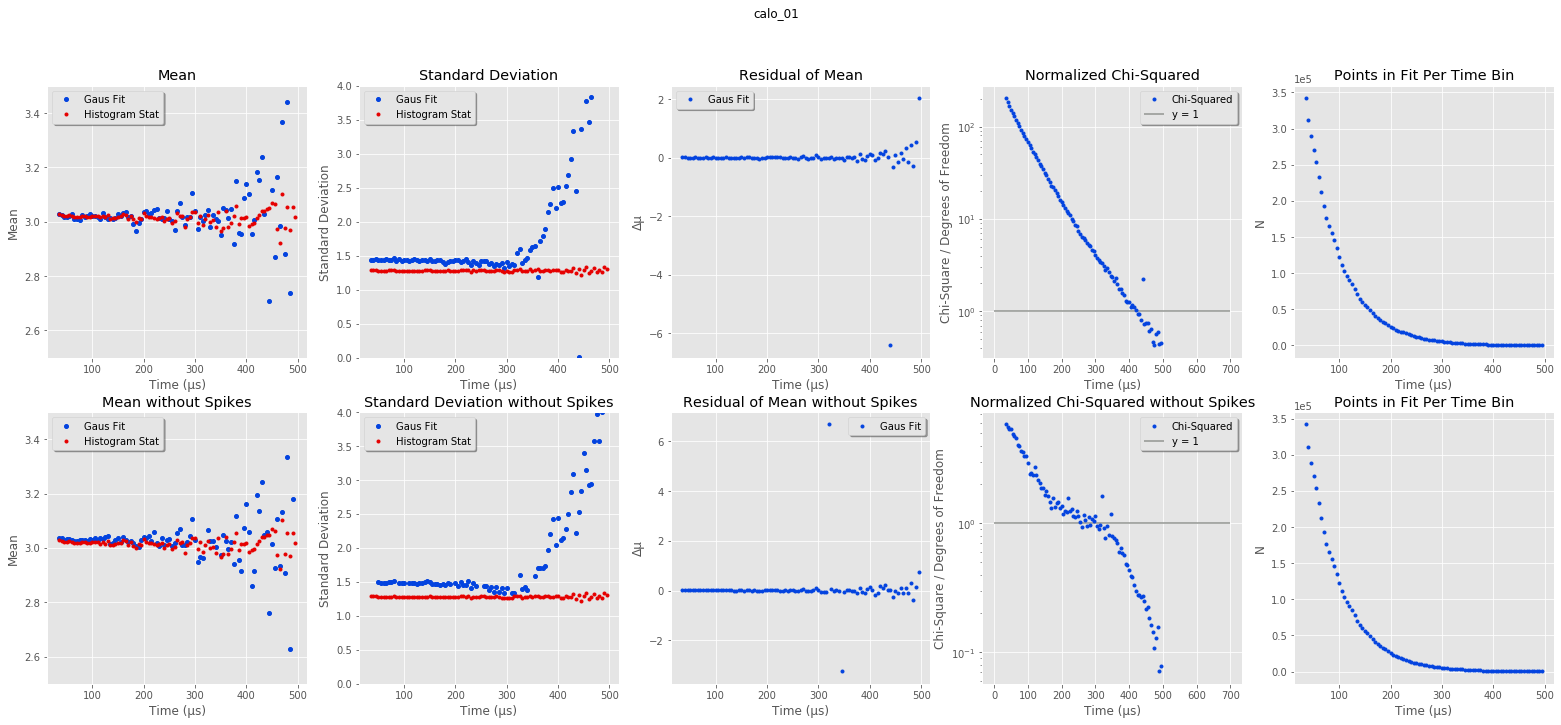 calo_01
Mean
Gaus Fit
Histogram Stat
3.4
3.2
3.0
2.8
2.6
Mean
100 200 300 400 500
Time (µs)
Standard Deviation
Gaus Fit
Histogram Stat
4.0
3.5
3.0
2.5
2.0
1.5
1.0
0.5
0.0
Standard Deviation
100 200 300 400 500
Time (µs)
Residual of Mean
Gaus Fit
2
0
−2
−4
−6
Δµ
100 200 300 400 500
Time (µs)
Normalized Chi-Squared
Chi-Squared
y = 1
10²
10¹
10⁰
Chi-Square / Degrees of Freedom
0 100 200 300 400 500 600 700
Time (µs)
Points in Fit Per Time Bin
1e5
3.5
3.0
2.5
2.0
1.5
1.0
0.5
0.0
N
100 200 300 400 500
Time (µs)
Mean without Spikes
Gaus Fit
Histogram Stat
3.4
3.2
3.0
2.8
2.6
Mean
100 200 300 400 500
Time (µs)
Standard Deviation without Spikes
Gaus Fit
Histogram Stat
4.0
3.5
3.0
2.5
2.0
1.5
1.0
0.5
0.0
Standard Deviation
100 200 300 400 500
Time (µs)
Residual of Mean without Spikes
Gaus Fit
6
4
2
0
−2
Δµ
100 200 300 400 500
Time (µs)
Normalized Chi-Squared without Spikes
Chi-Squared
y = 1
10⁰
10⁻¹
Chi-Square / Degrees of Freedom
0 100 200 300 400 500 600 700
Time (µs)
Points in Fit Per Time Bin
1e5
3.5
3.0
2.5
2.0
1.5
1.0
0.5
0.0
N
100 200 300 400 500
Time (µs)